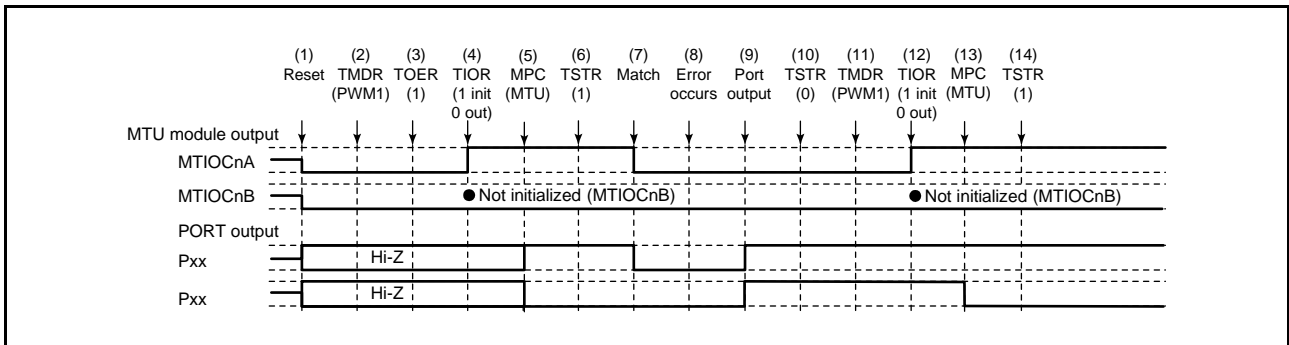 (1) (2) (3) (4) (5) (6) (7) (8) (9) (10) (11) (12) (13) (14)
Reset TMDR TOER TIOR MPC TSTR Match Error Port TSTR TMDR TIOR MPC TSTR
(PWM1) (1) (1 init (MTU) (1) occurs output (0) (PWM1) (1 init (MTU) (1)
0 out) 0 out)
MTU module output
MTIOCnA
MTIOCnB ● Not initialized (MTIOCnB) ● Not initialized (MTIOCnB)
PORT output
Pxx Hi-Z
Pxx Hi-Z